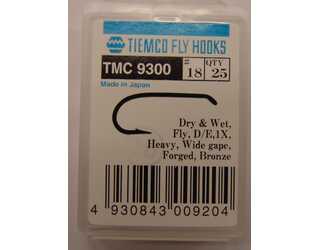 TIEMCO FLY HOOKS
TMC 9300 # 18 QTY 25
Made in Japan
Dry & Wet,
Fly, D/E,1X,
Heavy, Wide gape,
Forged, Bronze
4 930843 009204